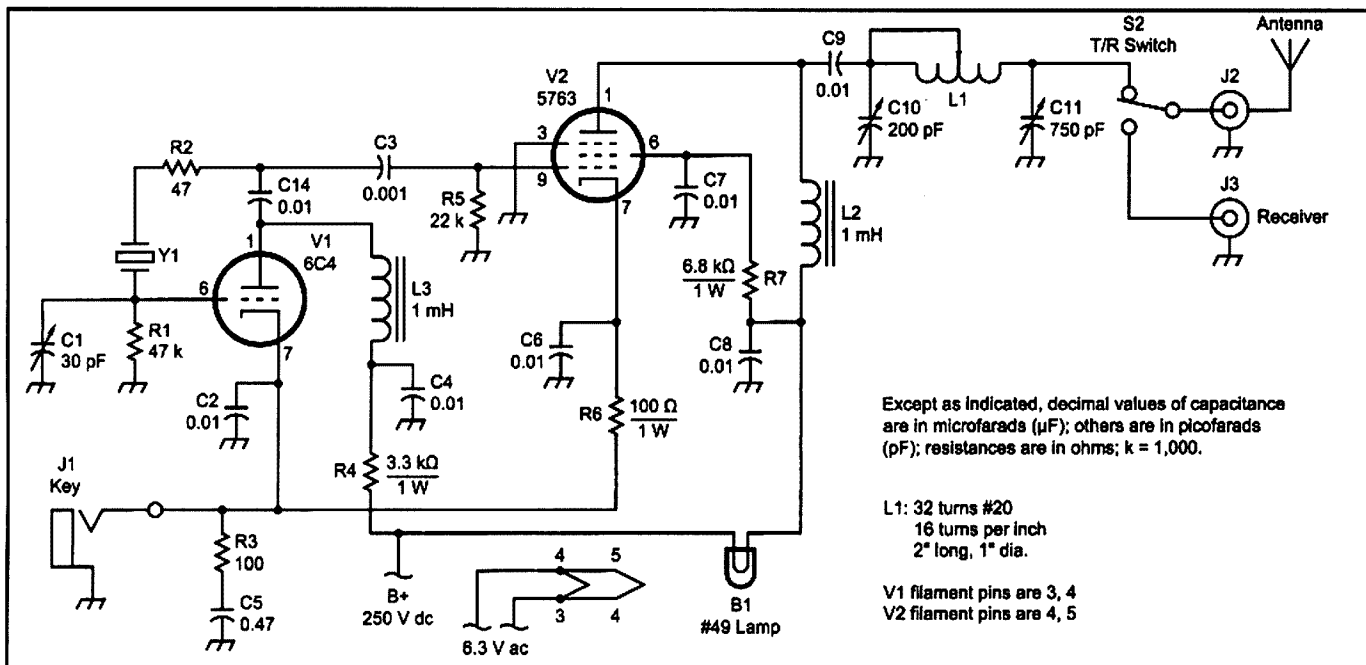 S2
T/R Switch
Antenna
C9
0.01
V2
5763
1
L1
J2
C10
200 pF
C11
750 pF
3
6
R2
47
C3
0.001
9
C14
0.01
R5
22 k
C7
0.01
7
J3
Receiver
L2
1 mH
1
V1
6C4
Y1
6
L3
1 mH
6.8 kΩ
1 W
R7
C1
30 pF
R1
47 k
7
C6
0.01
C8
0.01
C2
0.01
C4
0.01
R6
100 Ω
1 W
Except as indicated, decimal values of capacitance
are in microfarads (µF); others are in picofarads
(pF); resistances are in ohms; k = 1,000.
J1
Key
R4
3.3 kΩ
1 W
L1: 32 turns #20
16 turns per inch
2" long, 1" dia.
R3
100
4
5
B+
250 V dc
3
4
B1
#49 Lamp
C5
0.47
6.3 V ac
V1 filament pins are 3, 4
V2 filament pins are 4, 5